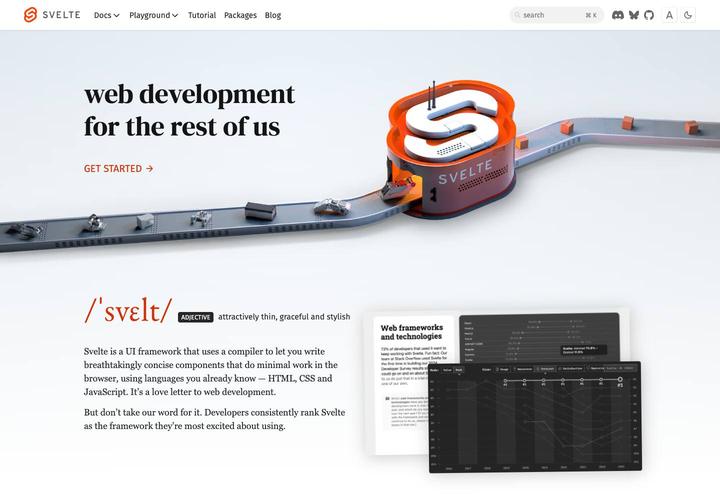 SVELTE
Docs
Playground
Tutorial
Packages
Blog
search
⌘ K
A
web development
for the rest of us
GET STARTED →
SVELTE
/ˈsvɛlt/ ADJECTIVE attractively thin, graceful and stylish
Svelte is a UI framework that uses a compiler to let you write
breathtakingly concise components that do minimal work in the
browser, using languages you already know — HTML, CSS and
JavaScript. It's a love letter to web development.
But don't take our word for it. Developers consistently rank Svelte
as the framework they're most excited about using.
Web frameworks
and technologies